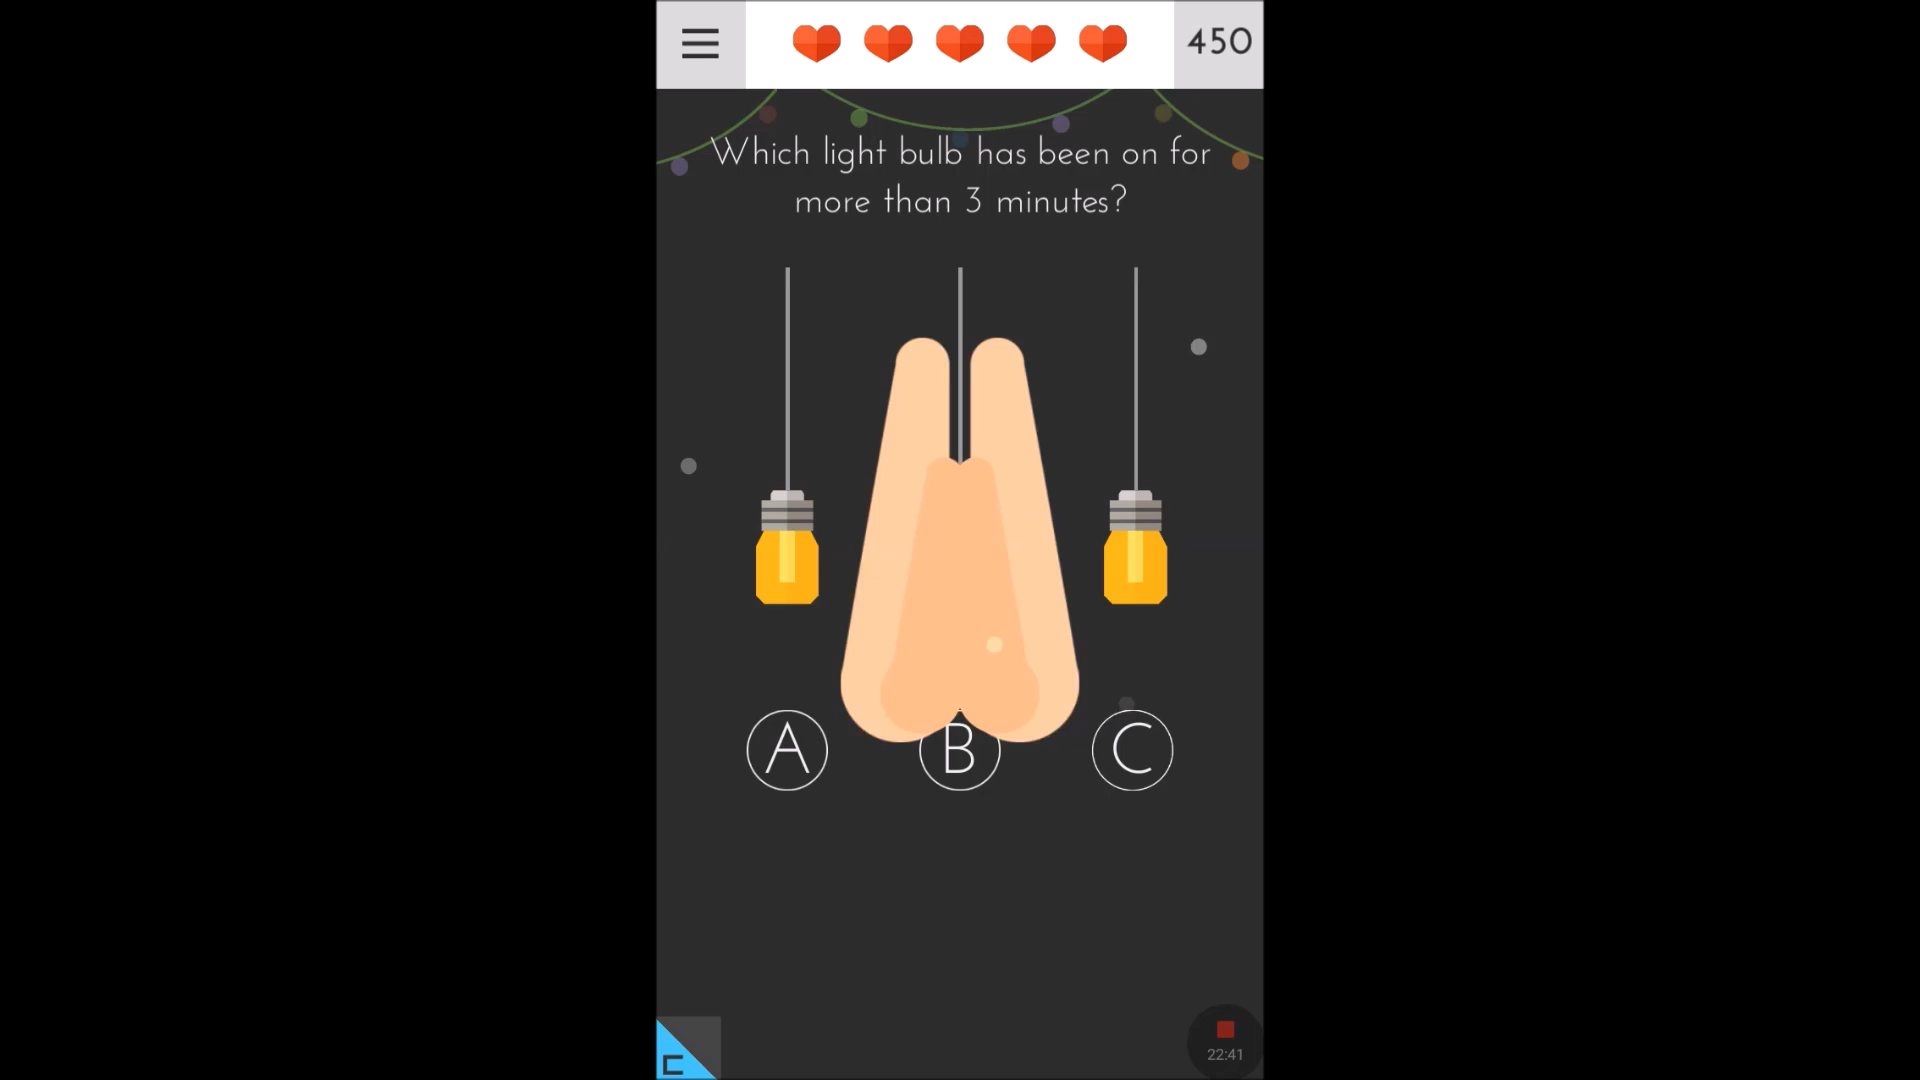 450
Which light bulb has been on for
more than 3 minutes?
A B C
22:41